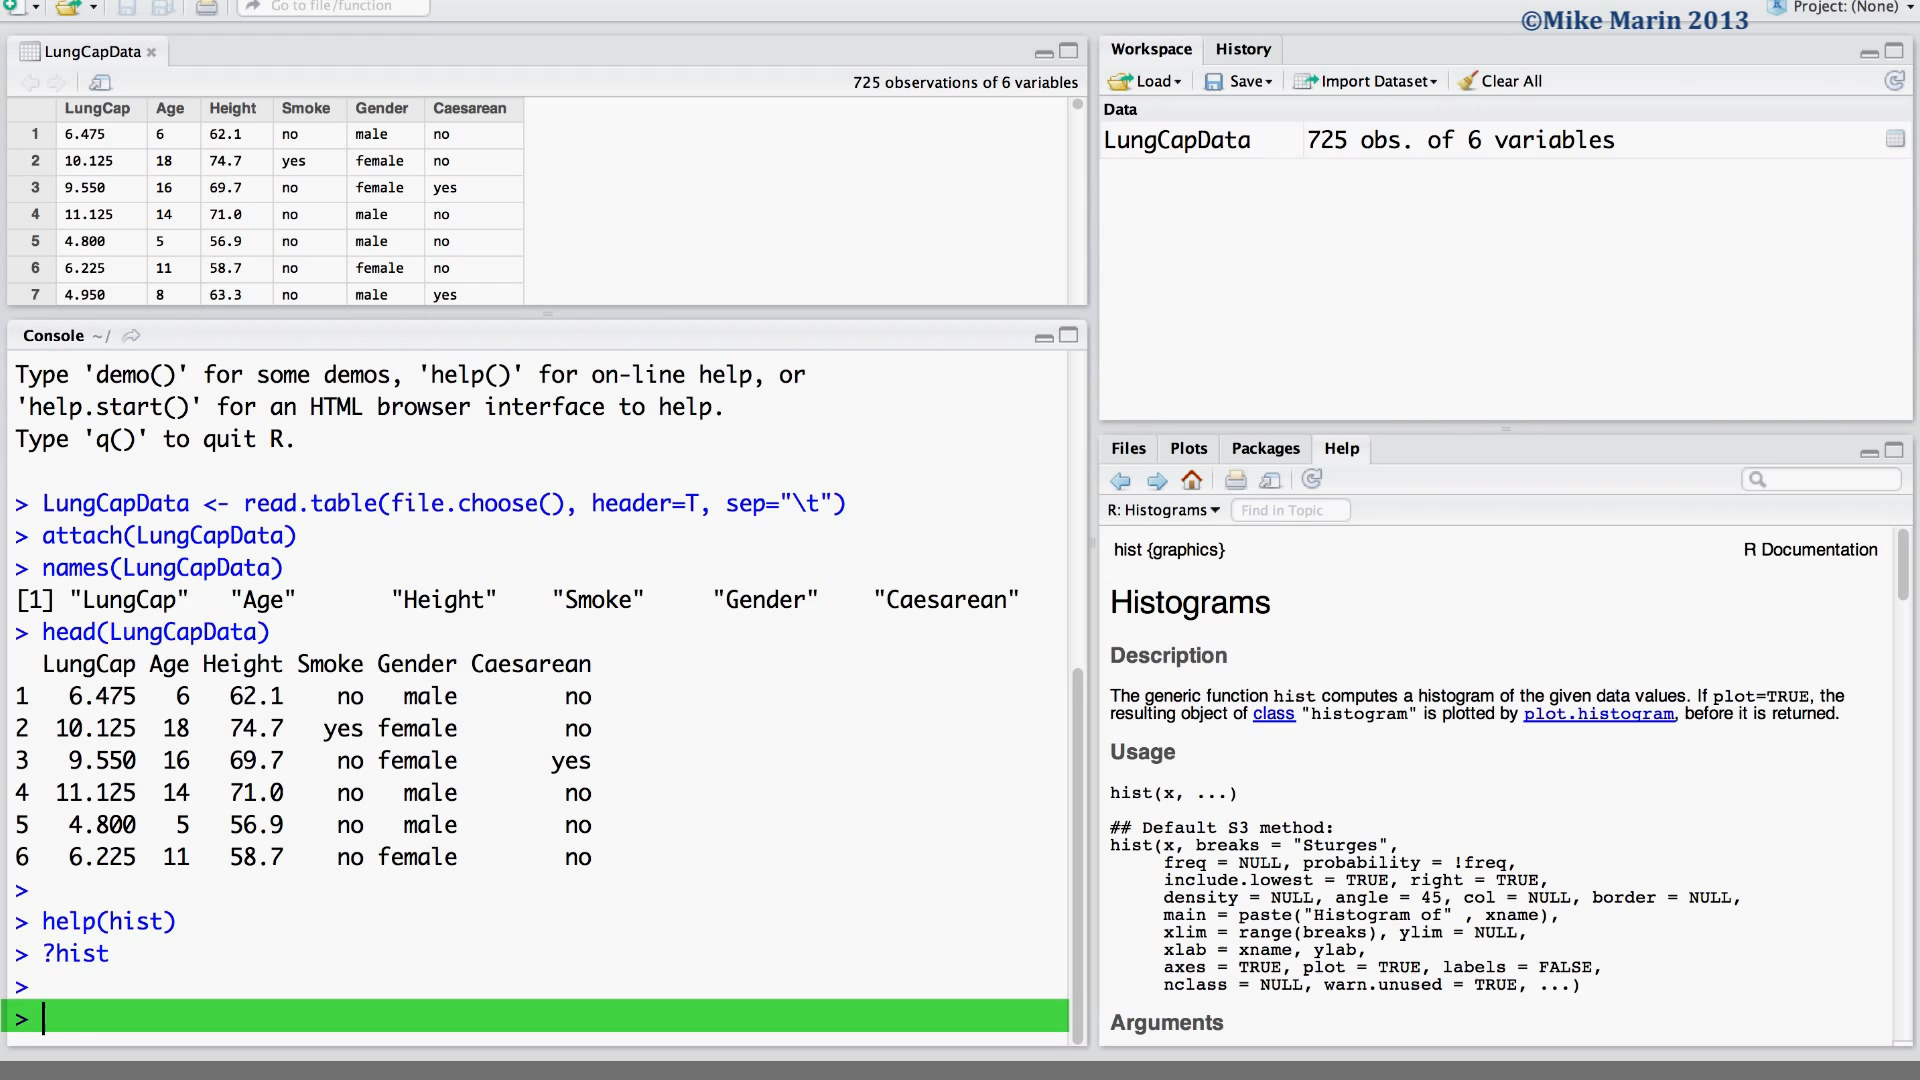 Go to file/function
Project: (None)
©Mike Marin 2013
LungCapData
725 observations of 6 variables
LungCap Age Height Smoke Gender Caesarean
1 6.475 6 62.1 no male no
2 10.125 18 74.7 yes female no
3 9.550 16 69.7 no female yes
4 11.125 14 71.0 no male no
5 4.800 5 56.9 no male no
6 6.225 11 58.7 no female no
7 4.950 8 63.3 no male yes
Console ~/
Type 'demo()' for some demos, 'help()' for on-line help, or
'help.start()' for an HTML browser interface to help.
Type 'q()' to quit R.
> LungCapData <- read.table(file.choose(), header=T, sep="\t")
> attach(LungCapData)
> names(LungCapData)
[1] "LungCap" "Age" "Height" "Smoke" "Gender" "Caesarean"
> head(LungCapData)
LungCap Age Height Smoke Gender Caesarean
1 6.475 6 62.1 no male no
2 10.125 18 74.7 yes female no
3 9.550 16 69.7 no female yes
4 11.125 14 71.0 no male no
5 4.800 5 56.9 no male no
6 6.225 11 58.7 no female no
>
> help(hist)
> ?hist
>
>
Workspace History
Load Save Import Dataset Clear All
Data
LungCapData 725 obs. of 6 variables
Files Plots Packages Help
R: Histograms Find in Topic
hist {graphics} R Documentation
Histograms
Description
The generic function hist computes a histogram of the given data values. If plot=TRUE, the
resulting object of class "histogram" is plotted by plot.histogram, before it is returned.
Usage
hist(x, ...)
## Default S3 method:
hist(x, breaks = "Sturges",
freq = NULL, probability = !freq,
include.lowest = TRUE, right = TRUE,
density = NULL, angle = 45, col = NULL, border = NULL,
main = paste("Histogram of" , xname),
xlim = range(breaks), ylim = NULL,
xlab = xname, ylab,
axes = TRUE, plot = TRUE, labels = FALSE,
nclass = NULL, warn.unused = TRUE, ...)
Arguments